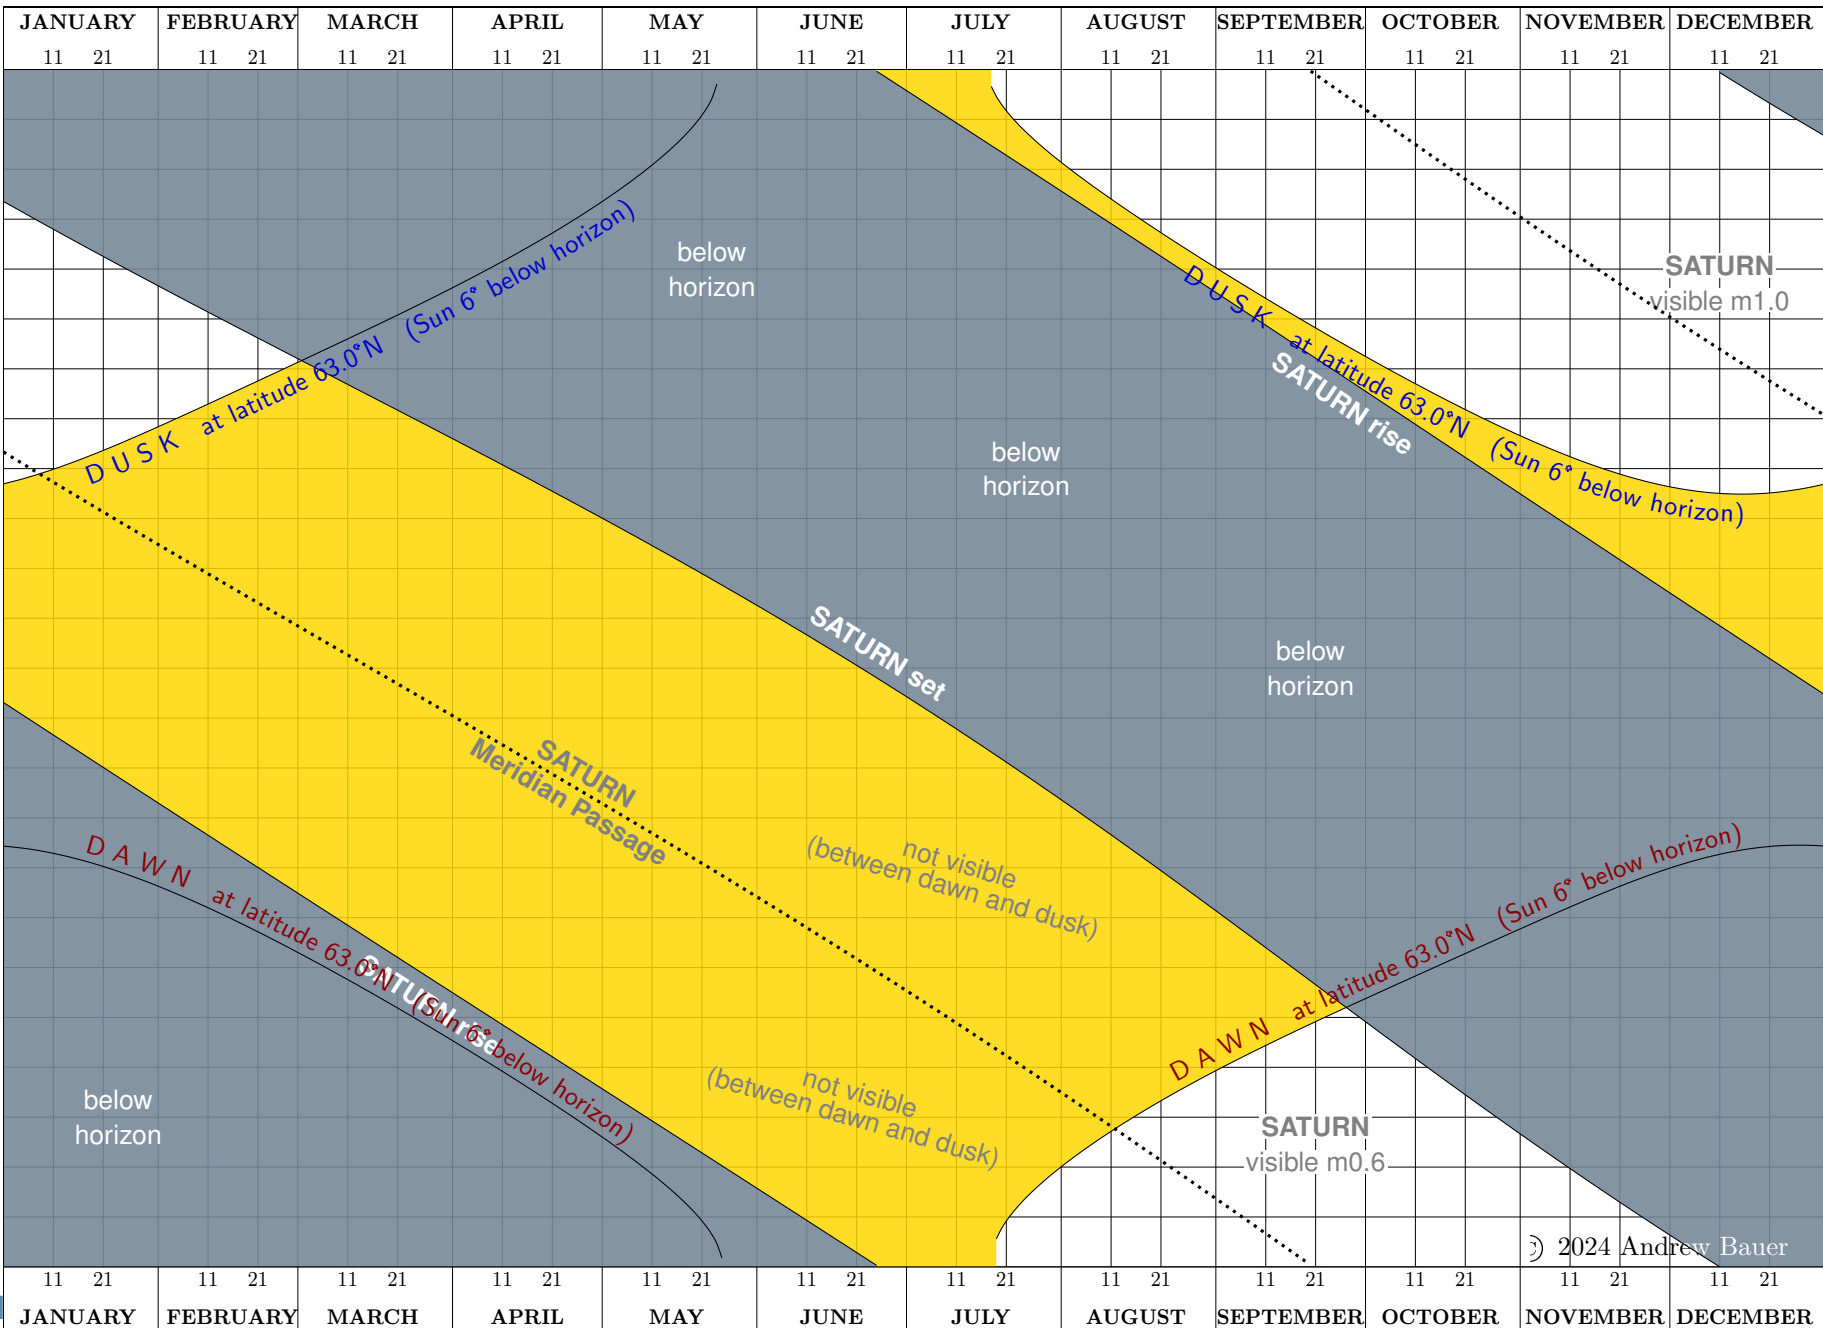 JANUARY FEBRUARY MARCH APRIL MAY JUNE JULY AUGUST SEPTEMBER OCTOBER NOVEMBER DECEMBER
11 21 11 21 11 21 11 21 11 21 11 21 11 21 11 21 11 21 11 21 11 21 11 21
below
horizon
SATURN
visible m1.0
DUSK at latitude 63.0°N (Sun 6° below horizon)
DUSK at latitude 63.0°N (Sun 6° below horizon)
SATURN rise
below
horizon
SATURN set
below
horizon
SATURN
Meridian Passage
not visible
(between dawn and dusk)
DAWN at latitude 63.0°N (Sun 6° below horizon)
SATURN rise
DAWN at latitude 63.0°N (Sun 6° below horizon)
not visible
(between dawn and dusk)
below
horizon
SATURN
visible m0.6
© 2024 Andrew Bauer
11 21 11 21 11 21 11 21 11 21 11 21 11 21 11 21 11 21 11 21 11 21 11 21
JANUARY FEBRUARY MARCH APRIL MAY JUNE JULY AUGUST SEPTEMBER OCTOBER NOVEMBER DECEMBER